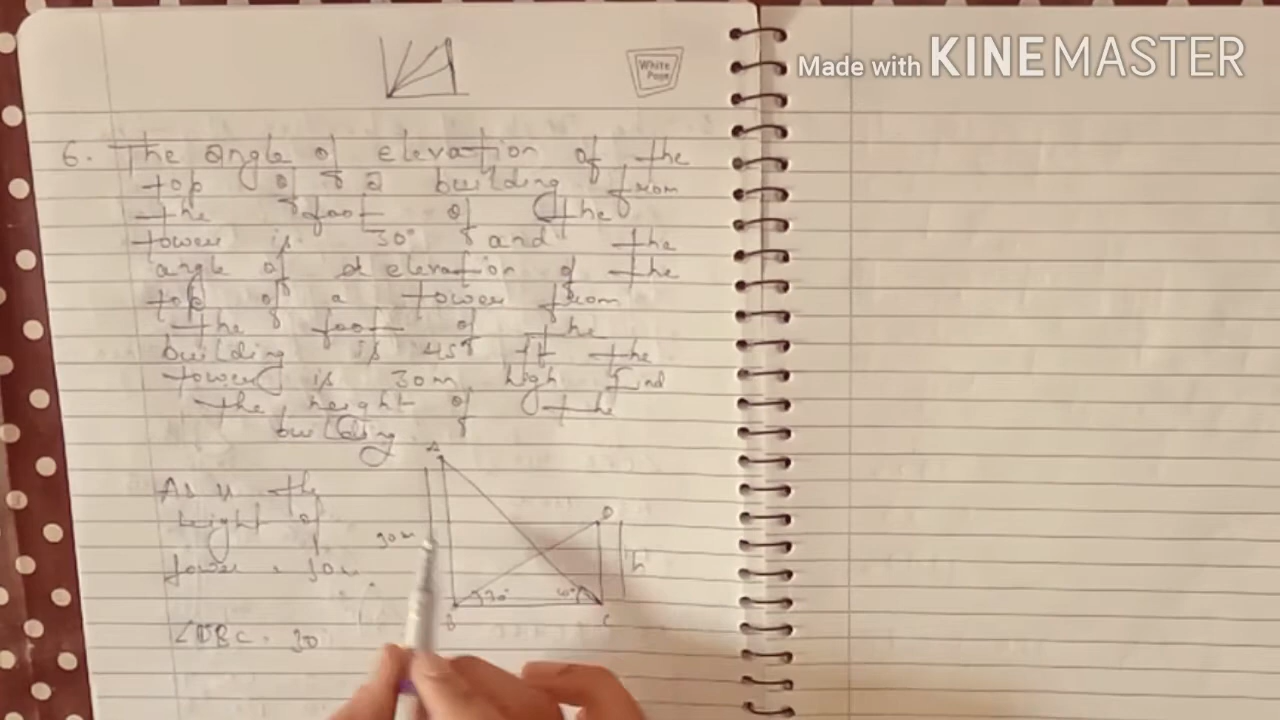 Made with KINEMASTER
White Page
6. The angle of elevation of the
top of a building from
the foot of the
tower is 30° and the
angle of elevation of the
top of a tower from
the foot of the
building is 45° If the
tower is 30m high find
the height of the
building
A
As u the
height of
D
30m
h
tower = 30m
30°
B
C
∠DBC = 30